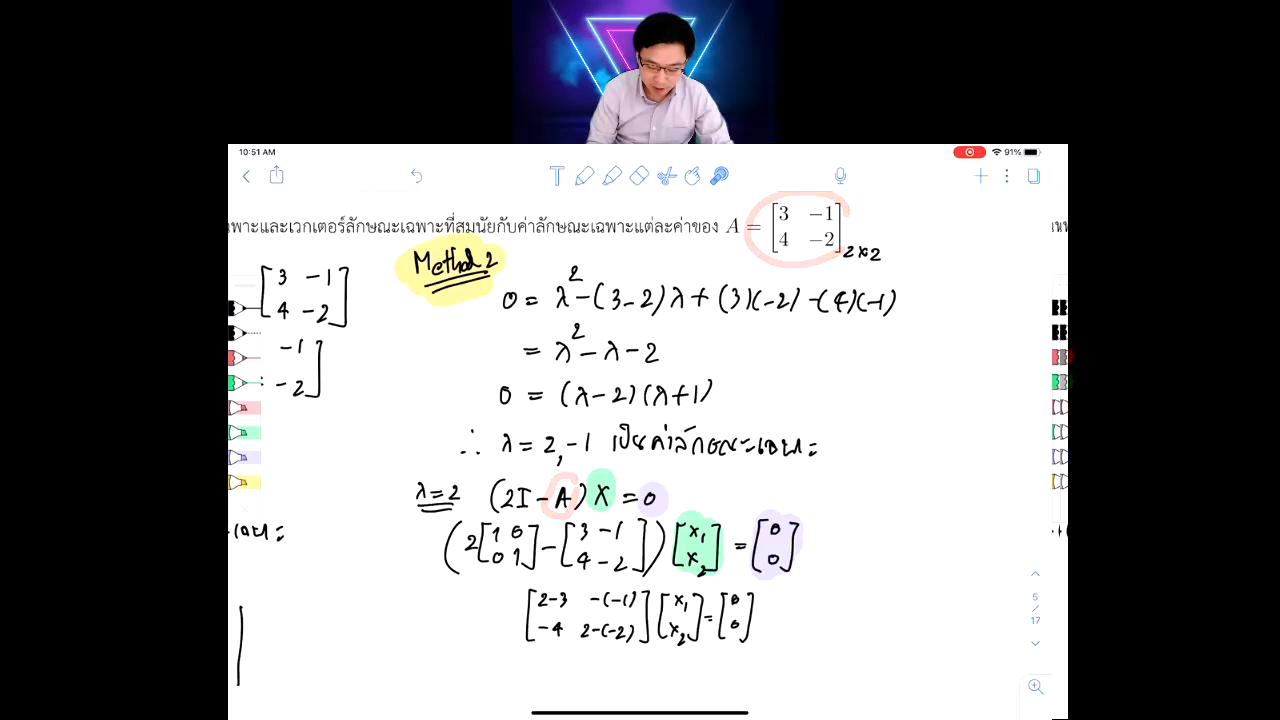 10:51 AM
91%
ฉพาะและเวกเตอร์ลักษณะเฉพาะที่สมนัยกับค่าลักษณะเฉพาะแต่ละค่าของ A = [3 −1
4 −2] 2×2
Method 2
[3 −1
4 −2]
−1
−2]
0 = λ² − (3−2)λ + (3)(−2) − (4)(−1)
= λ² − λ − 2
0 = (λ−2)(λ+1)
∴ λ = 2, −1 เป็นค่าลักษณะเฉพาะ
λ = 2 (2I − A) X = 0
(2 [1 0
0 1] − [3 −1
4 −2]) [x₁
x₂] = [0
0]
[2−3 −(−1)
−4 2−(−2)] [x₁
x₂] = [0
0]
5
/
17